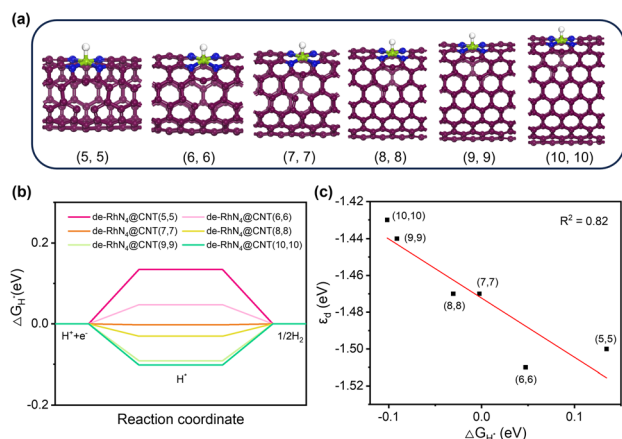 (a)
(5, 5) (6, 6) (7, 7) (8, 8) (9, 9) (10, 10)
(b)
de-RhN₄@CNT(5,5) de-RhN₄@CNT(6,6)
de-RhN₄@CNT(7,7) de-RhN₄@CNT(8,8)
de-RhN₄@CNT(9,9) de-RhN₄@CNT(10,10)
0.2
0.0
-0.2
ΔG_H* (eV)
H⁺+e⁻
H*
1/2H₂
Reaction coordinate
(c)
R² = 0.82
-1.42
-1.44
-1.46
-1.48
-1.50
-1.52
ε_d (eV)
(10,10)
(9,9)
(8,8)
(7,7)
(5,5)
(6,6)
-0.1 0.0 0.1
ΔG_H* (eV)